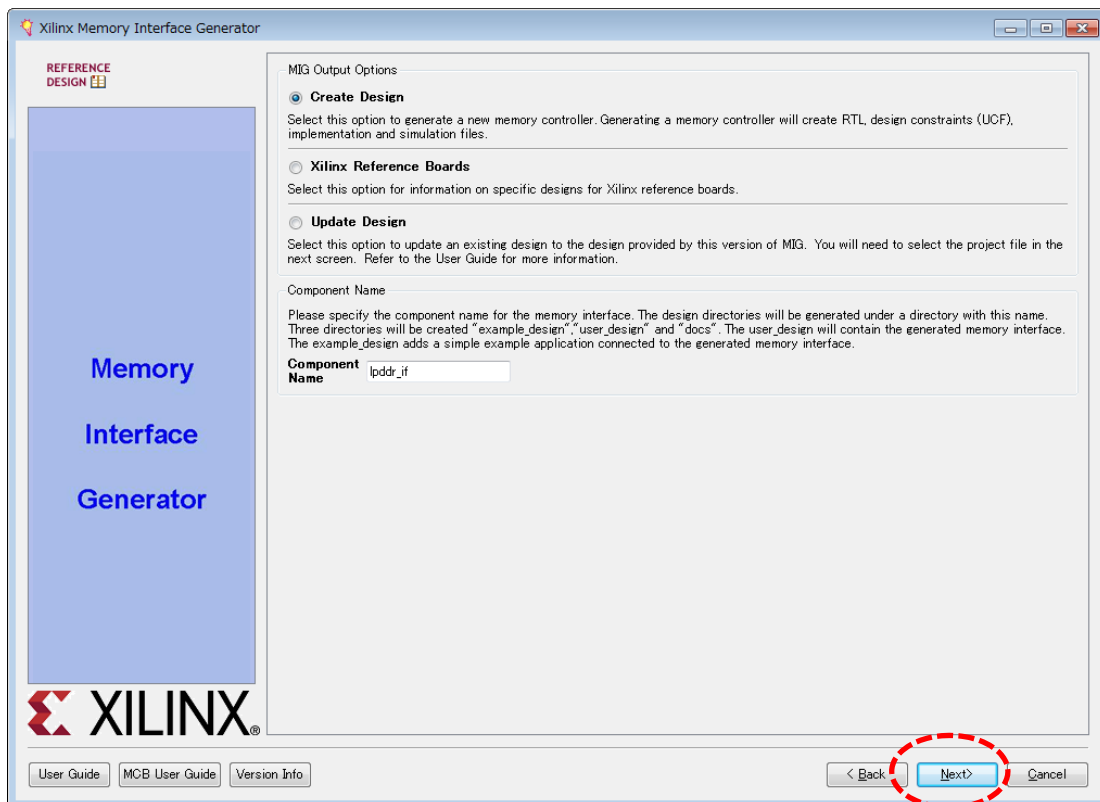 Xilinx Memory Interface Generator
REFERENCE
DESIGN
Memory
Interface
Generator
XILINX®
MIG Output Options
Create Design
Select this option to generate a new memory controller. Generating a memory controller will create RTL, design constraints (UCF),
implementation and simulation files.
Xilinx Reference Boards
Select this option for information on specific designs for Xilinx reference boards.
Update Design
Select this option to update an existing design to the design provided by this version of MIG. You will need to select the project file in the
next screen. Refer to the User Guide for more information.
Component Name
Please specify the component name for the memory interface. The design directories will be generated under a directory with this name.
Three directories will be created "example_design","user_design" and "docs". The user_design will contain the generated memory interface.
The example_design adds a simple example application connected to the generated memory interface.
Component
Name
lpddr_if
User Guide
MCB User Guide
Version Info
< Back
Next>
Cancel